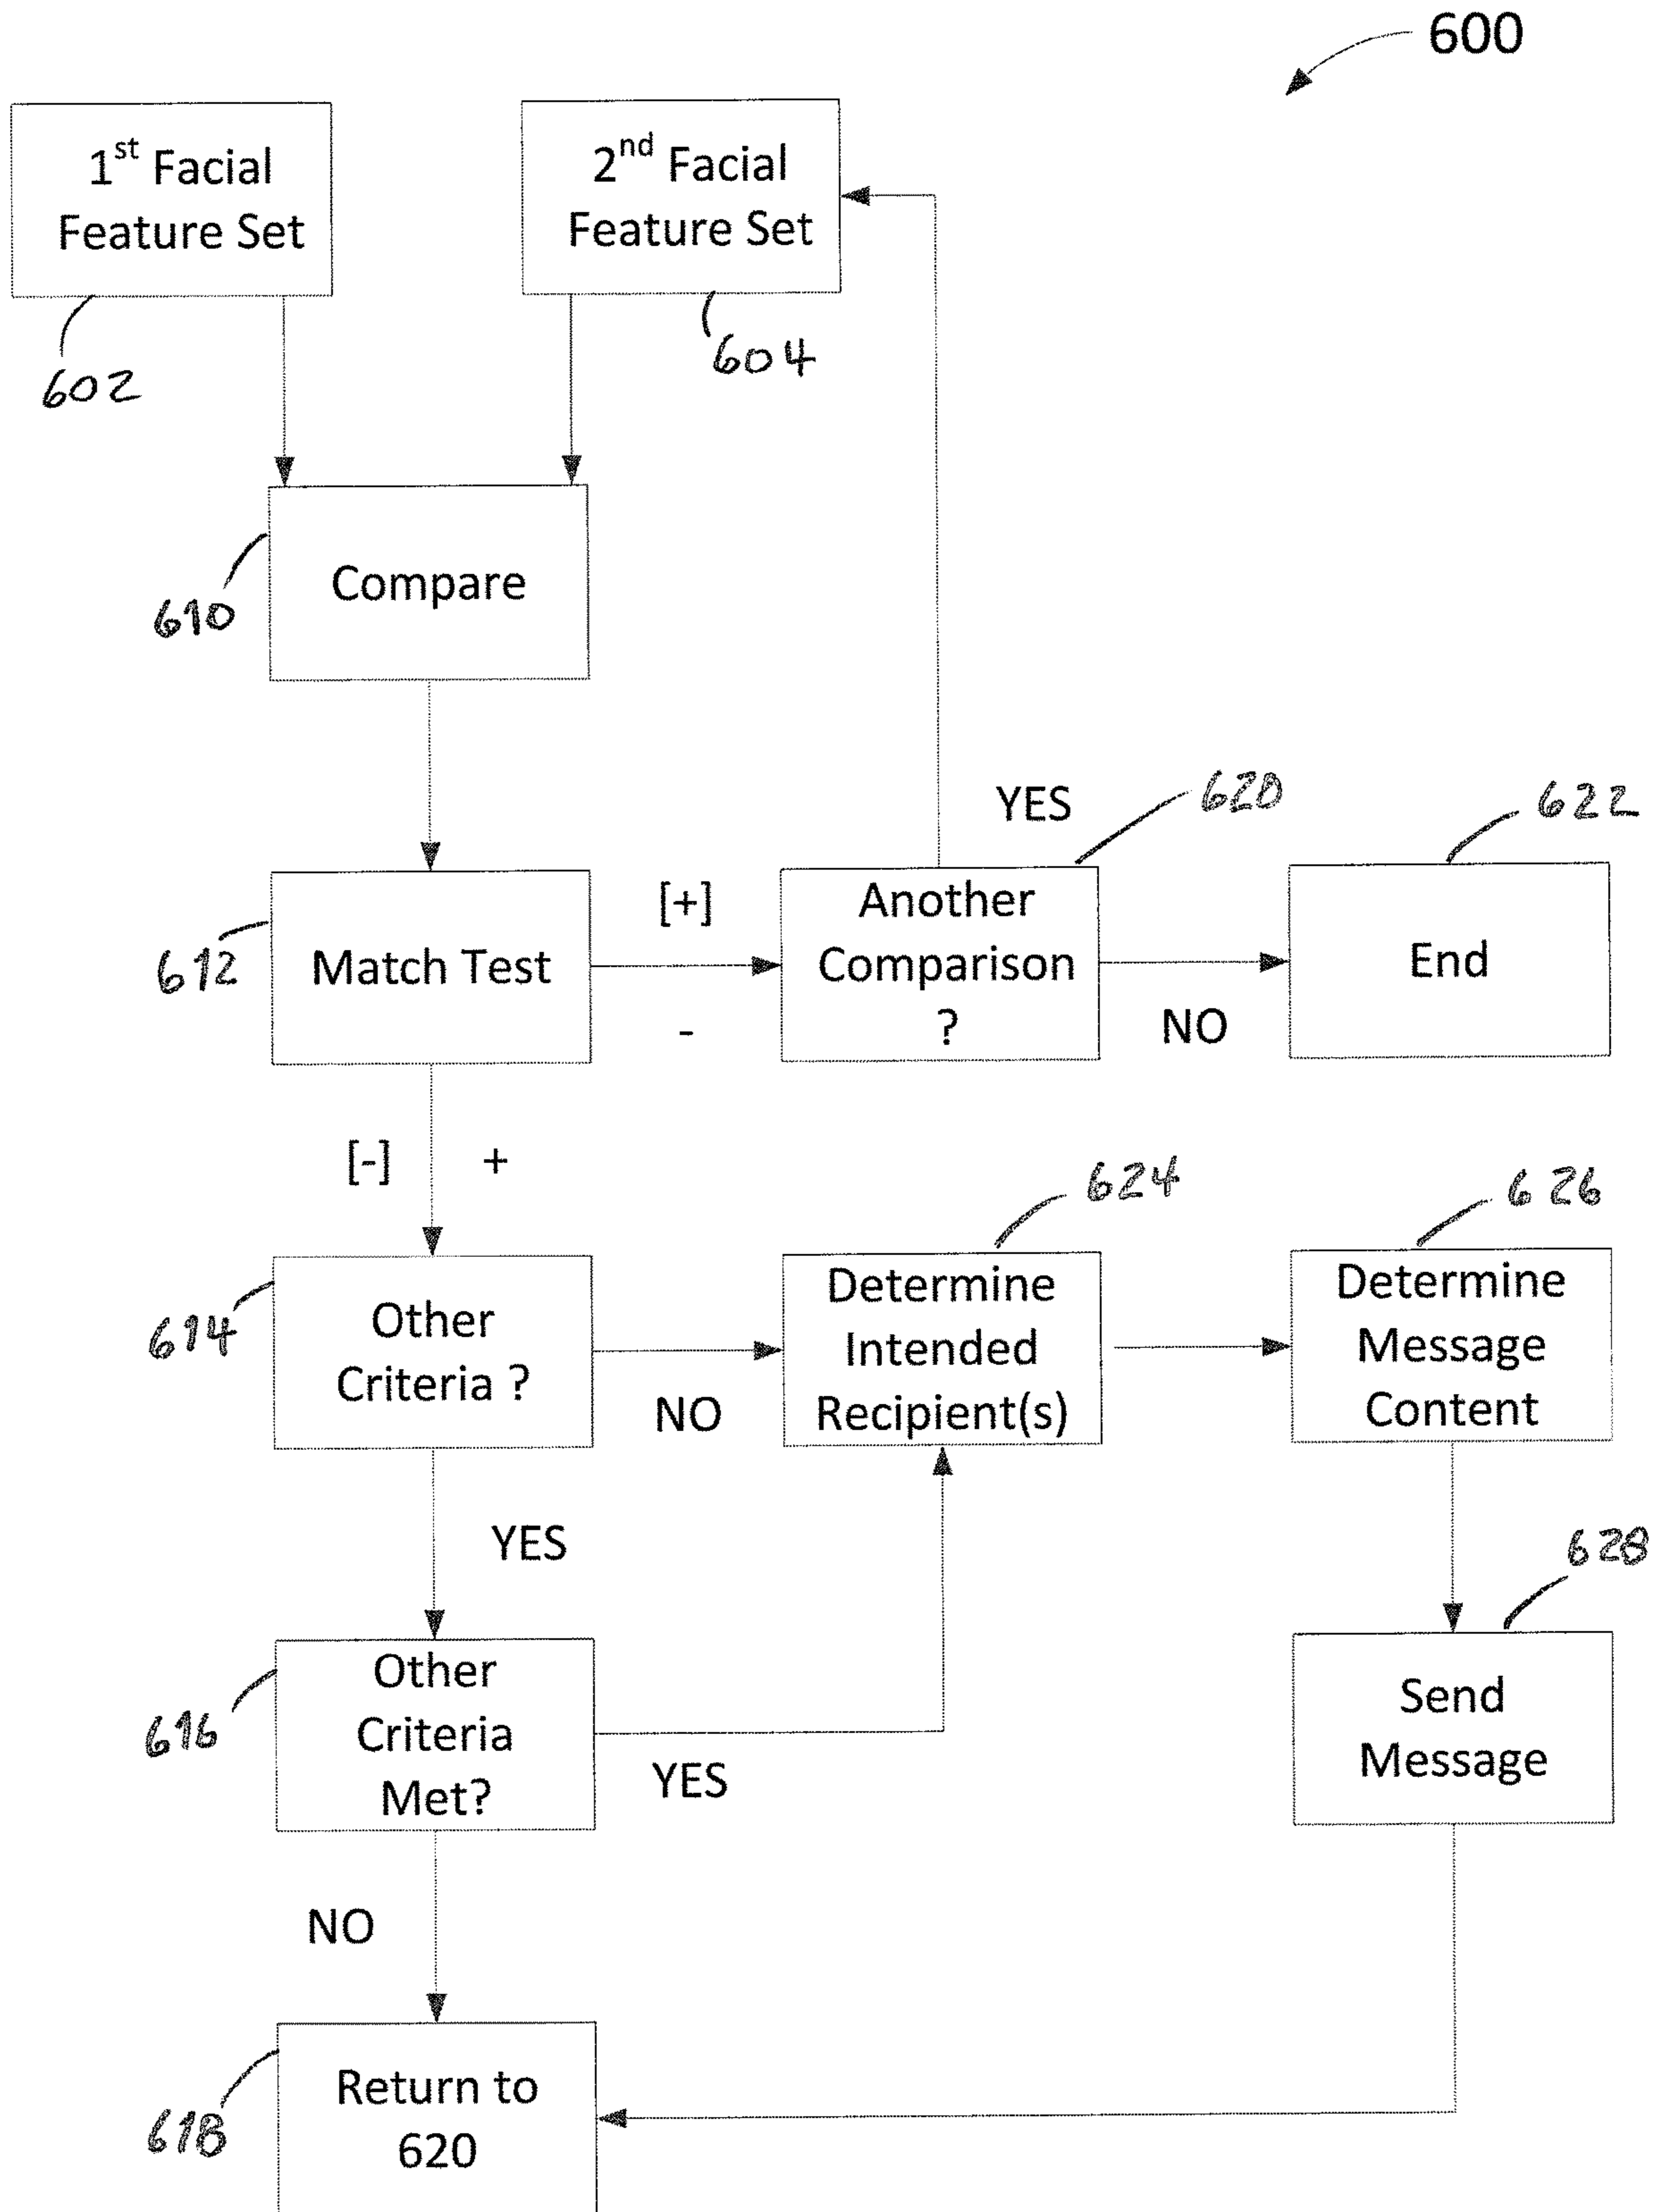 600
1st Facial
Feature Set
2nd Facial
Feature Set
602
604
Compare
610
YES
620
622
Match Test
612
[+]
-
Another
Comparison
?
NO
End
[-]
+
624
626
Other
Criteria ?
614
NO
Determine
Intended
Recipient(s)
Determine
Message
Content
YES
628
Other
Criteria
Met?
616
YES
Send
Message
NO
Return to
620
618